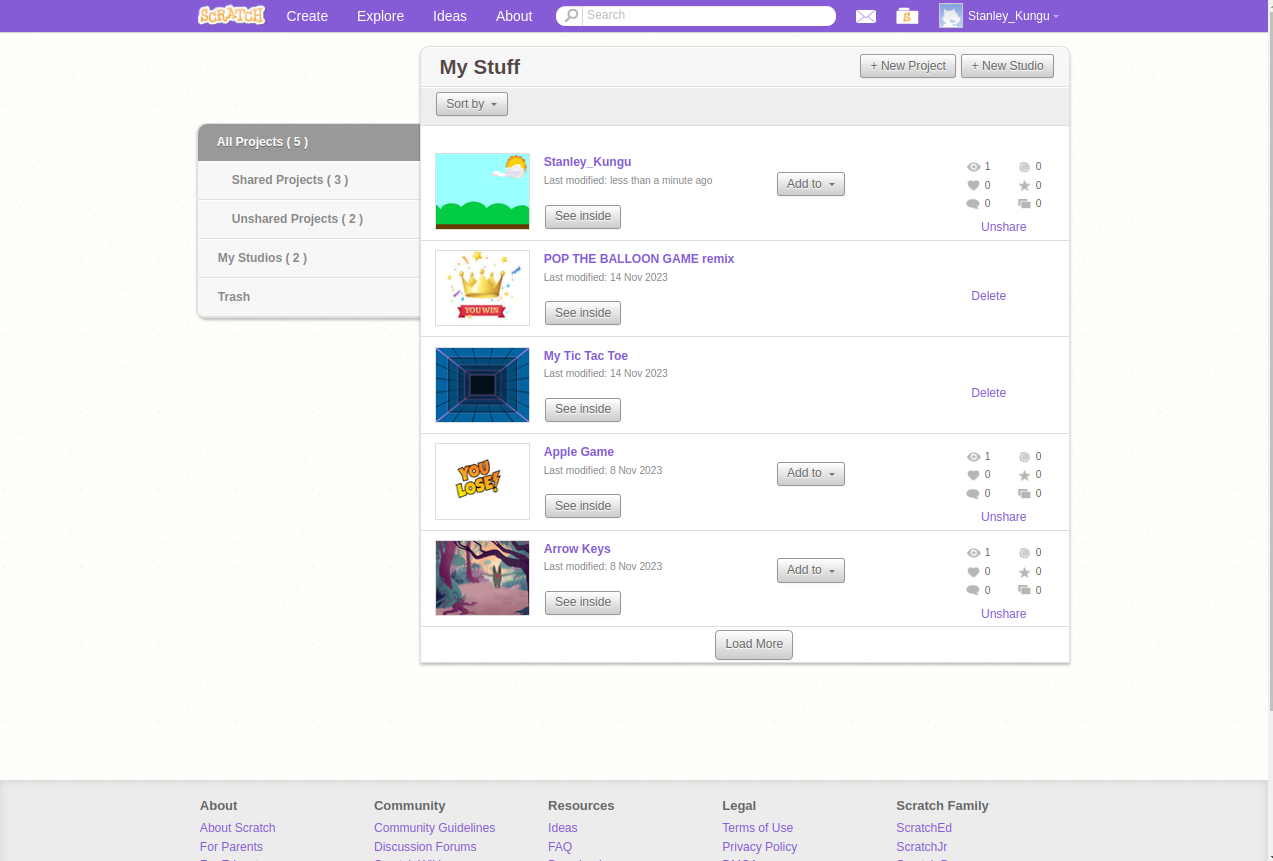 SCRATCH Create Explore Ideas About Search Stanley_Kungu
My Stuff + New Project + New Studio
Sort by
All Projects ( 5 )
Shared Projects ( 3 )
Unshared Projects ( 2 )
My Studios ( 2 )
Trash
Stanley_Kungu
Last modified: less than a minute ago
See inside
Add to
1 0
0 0
0 0
Unshare
POP THE BALLOON GAME remix
Last modified: 14 Nov 2023
See inside
YOU WIN
Delete
My Tic Tac Toe
Last modified: 14 Nov 2023
See inside
Delete
YOU
LOSE!
Apple Game
Last modified: 8 Nov 2023
See inside
Add to
1 0
0 0
0 0
Unshare
Arrow Keys
Last modified: 8 Nov 2023
See inside
Add to
1 0
0 0
0 0
Unshare
Load More
About Community Resources Legal Scratch Family
About Scratch Community Guidelines Ideas Terms of Use ScratchEd
For Parents Discussion Forums FAQ Privacy Policy ScratchJr